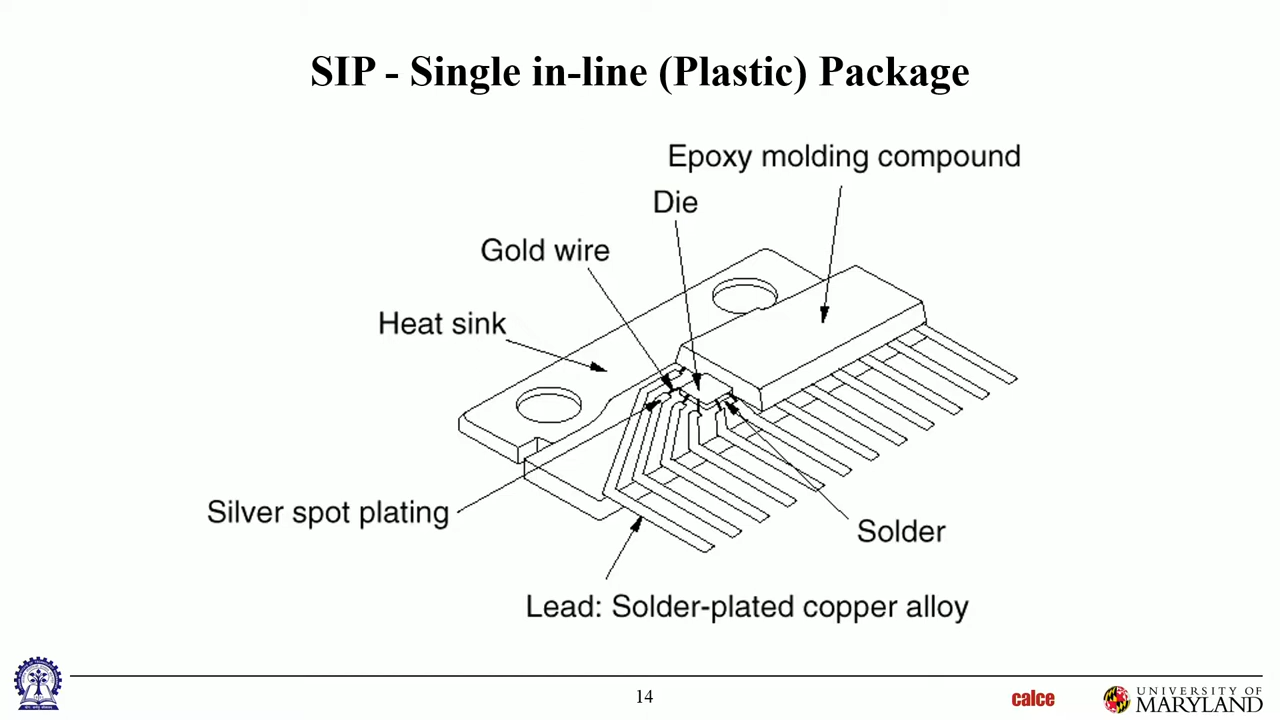 SIP - Single in-line (Plastic) Package
Epoxy molding compound
Die
Gold wire
Heat sink
Silver spot plating
Solder
Lead: Solder-plated copper alloy
14
calce
UNIVERSITY OF
MARYLAND